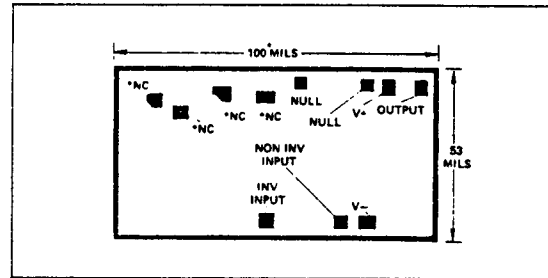 100 MILS
*NC
*NC
*NC
*NC
NULL
NULL
V+
OUTPUT
53
MILS
NON INV
INPUT
INV
INPUT
V–